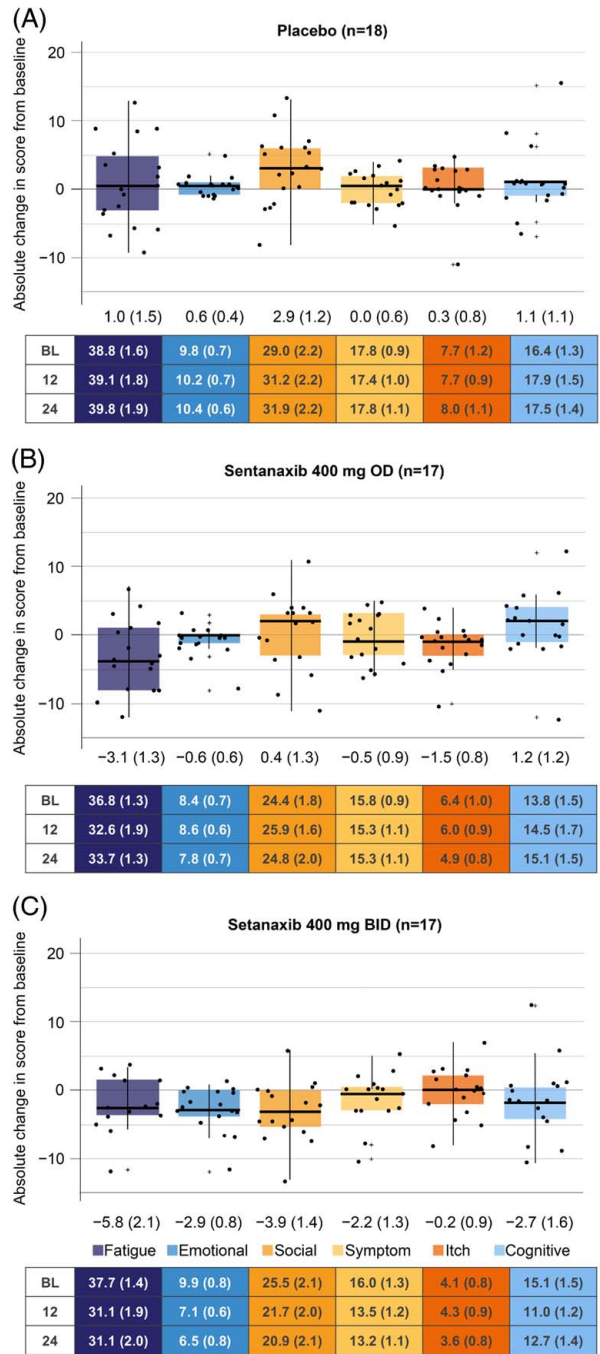 (A)
Placebo (n=18)
Absolute change in score from baseline
20
10
0
−10
1.0 (1.5) 0.6 (0.4) 2.9 (1.2) 0.0 (0.6) 0.3 (0.8) 1.1 (1.1)
BL 38.8 (1.6) 9.8 (0.7) 29.0 (2.2) 17.8 (0.9) 7.7 (1.2) 16.4 (1.3)
12 39.1 (1.8) 10.2 (0.7) 31.2 (2.2) 17.4 (1.0) 7.7 (0.9) 17.9 (1.5)
24 39.8 (1.9) 10.4 (0.6) 31.9 (2.2) 17.8 (1.1) 8.0 (1.1) 17.5 (1.4)
(B)
Sentanaxib 400 mg OD (n=17)
Absolute change in score from baseline
20
10
0
−10
−3.1 (1.3) −0.6 (0.6) 0.4 (1.3) −0.5 (0.9) −1.5 (0.8) 1.2 (1.2)
BL 36.8 (1.3) 8.4 (0.7) 24.4 (1.8) 15.8 (0.9) 6.4 (1.0) 13.8 (1.5)
12 32.6 (1.9) 8.6 (0.6) 25.9 (1.6) 15.3 (1.1) 6.0 (0.9) 14.5 (1.7)
24 33.7 (1.3) 7.8 (0.7) 24.8 (2.0) 15.3 (1.1) 4.9 (0.8) 15.1 (1.5)
(C)
Setanaxib 400 mg BID (n=17)
Absolute change in score from baseline
20
10
0
−10
−5.8 (2.1) −2.9 (0.8) −3.9 (1.4) −2.2 (1.3) −0.2 (0.9) −2.7 (1.6)
Fatigue Emotional Social Symptom Itch Cognitive
BL 37.7 (1.4) 9.9 (0.8) 25.5 (2.1) 16.0 (1.3) 4.1 (0.8) 15.1 (1.5)
12 31.1 (1.9) 7.1 (0.6) 21.7 (2.0) 13.5 (1.2) 4.3 (0.9) 11.0 (1.2)
24 31.1 (2.0) 6.5 (0.8) 20.9 (2.1) 13.2 (1.1) 3.6 (0.8) 12.7 (1.4)